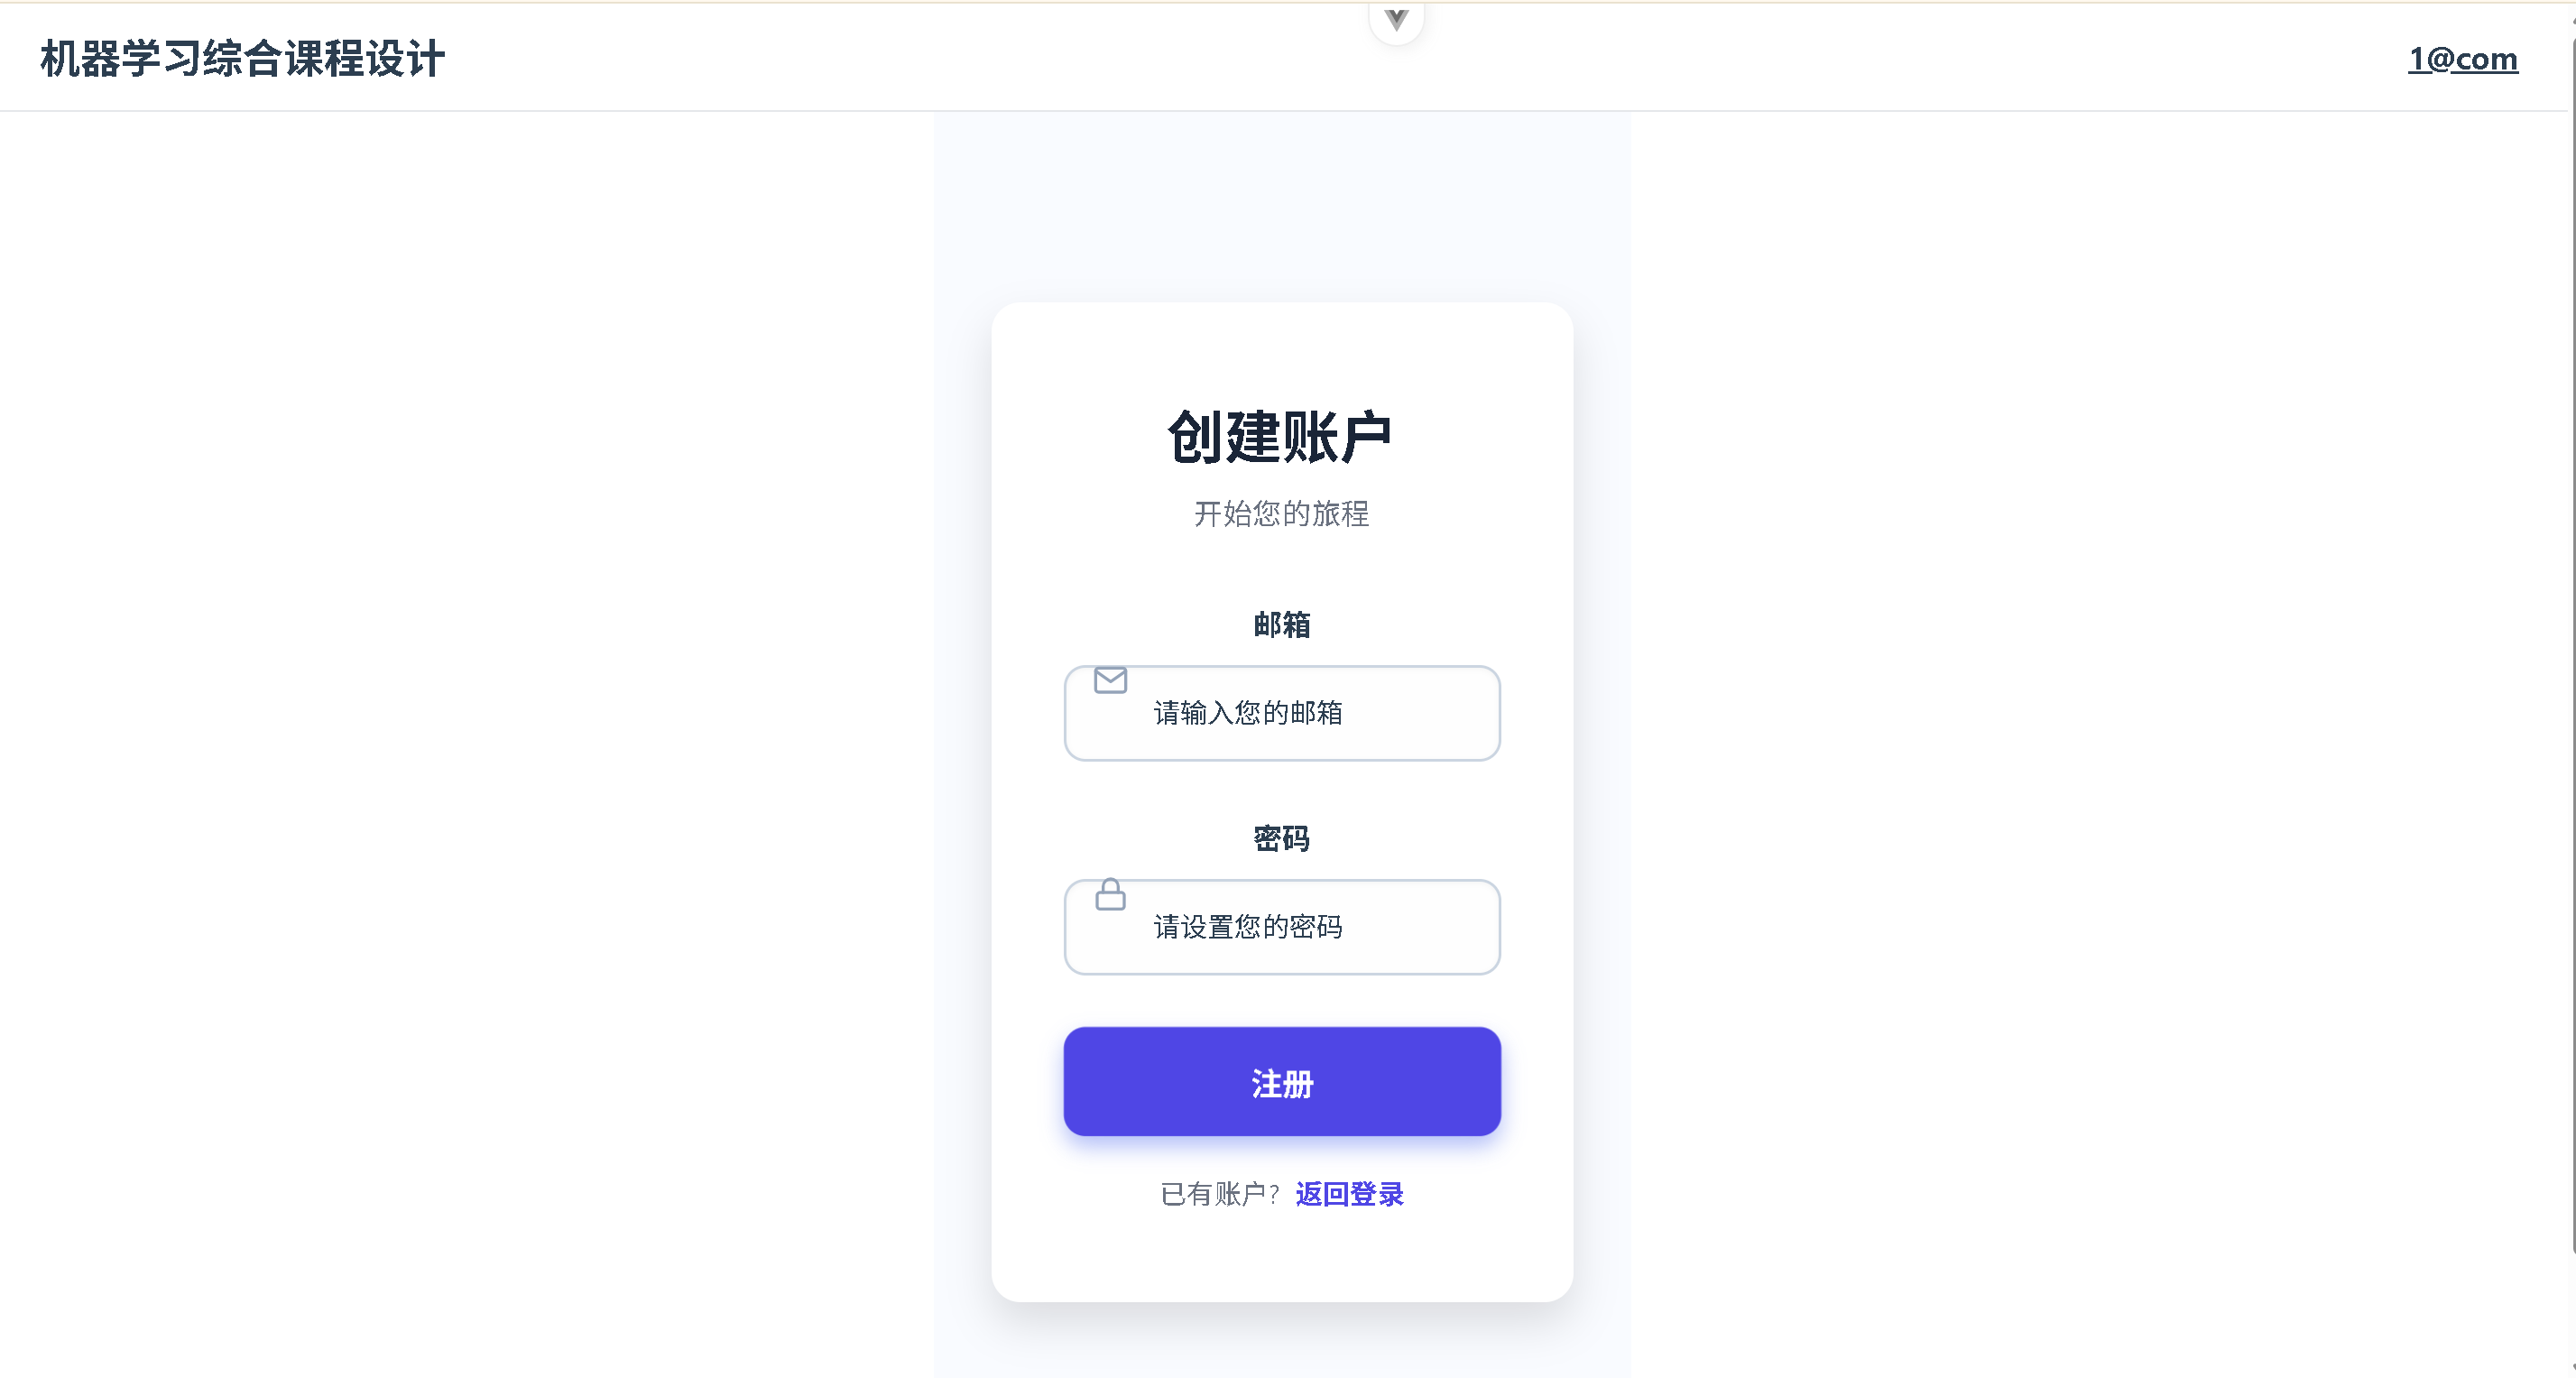 机器学习综合课程设计
1@com
创建账户
开始您的旅程
邮箱
请输入您的邮箱
密码
请设置您的密码
注册
已有账户? 返回登录